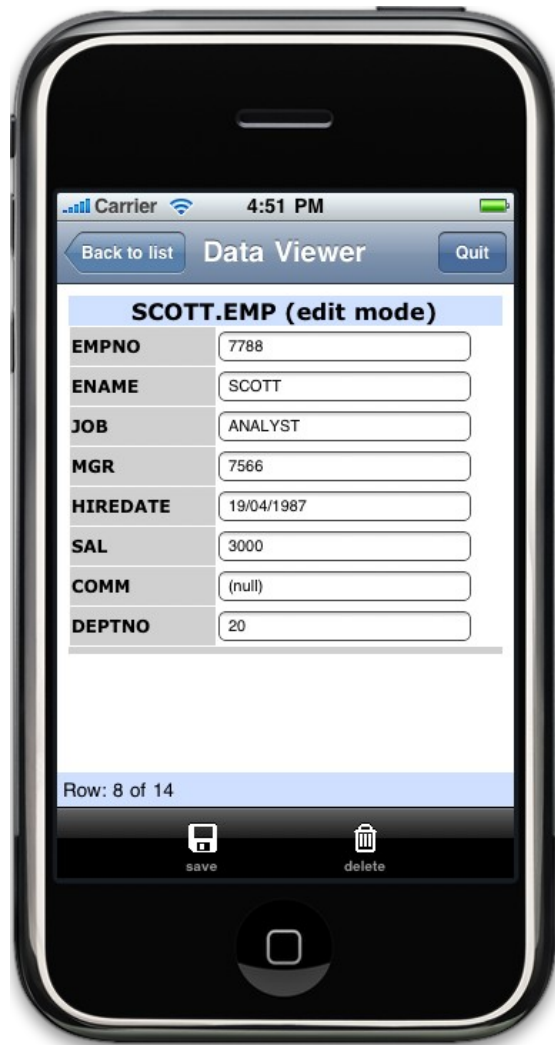 Carrier 4:51 PM
Back to list Data Viewer Quit
SCOTT.EMP (edit mode)
EMPNO 7788
ENAME SCOTT
JOB ANALYST
MGR 7566
HIREDATE 19/04/1987
SAL 3000
COMM (null)
DEPTNO 20
Row: 8 of 14
save delete